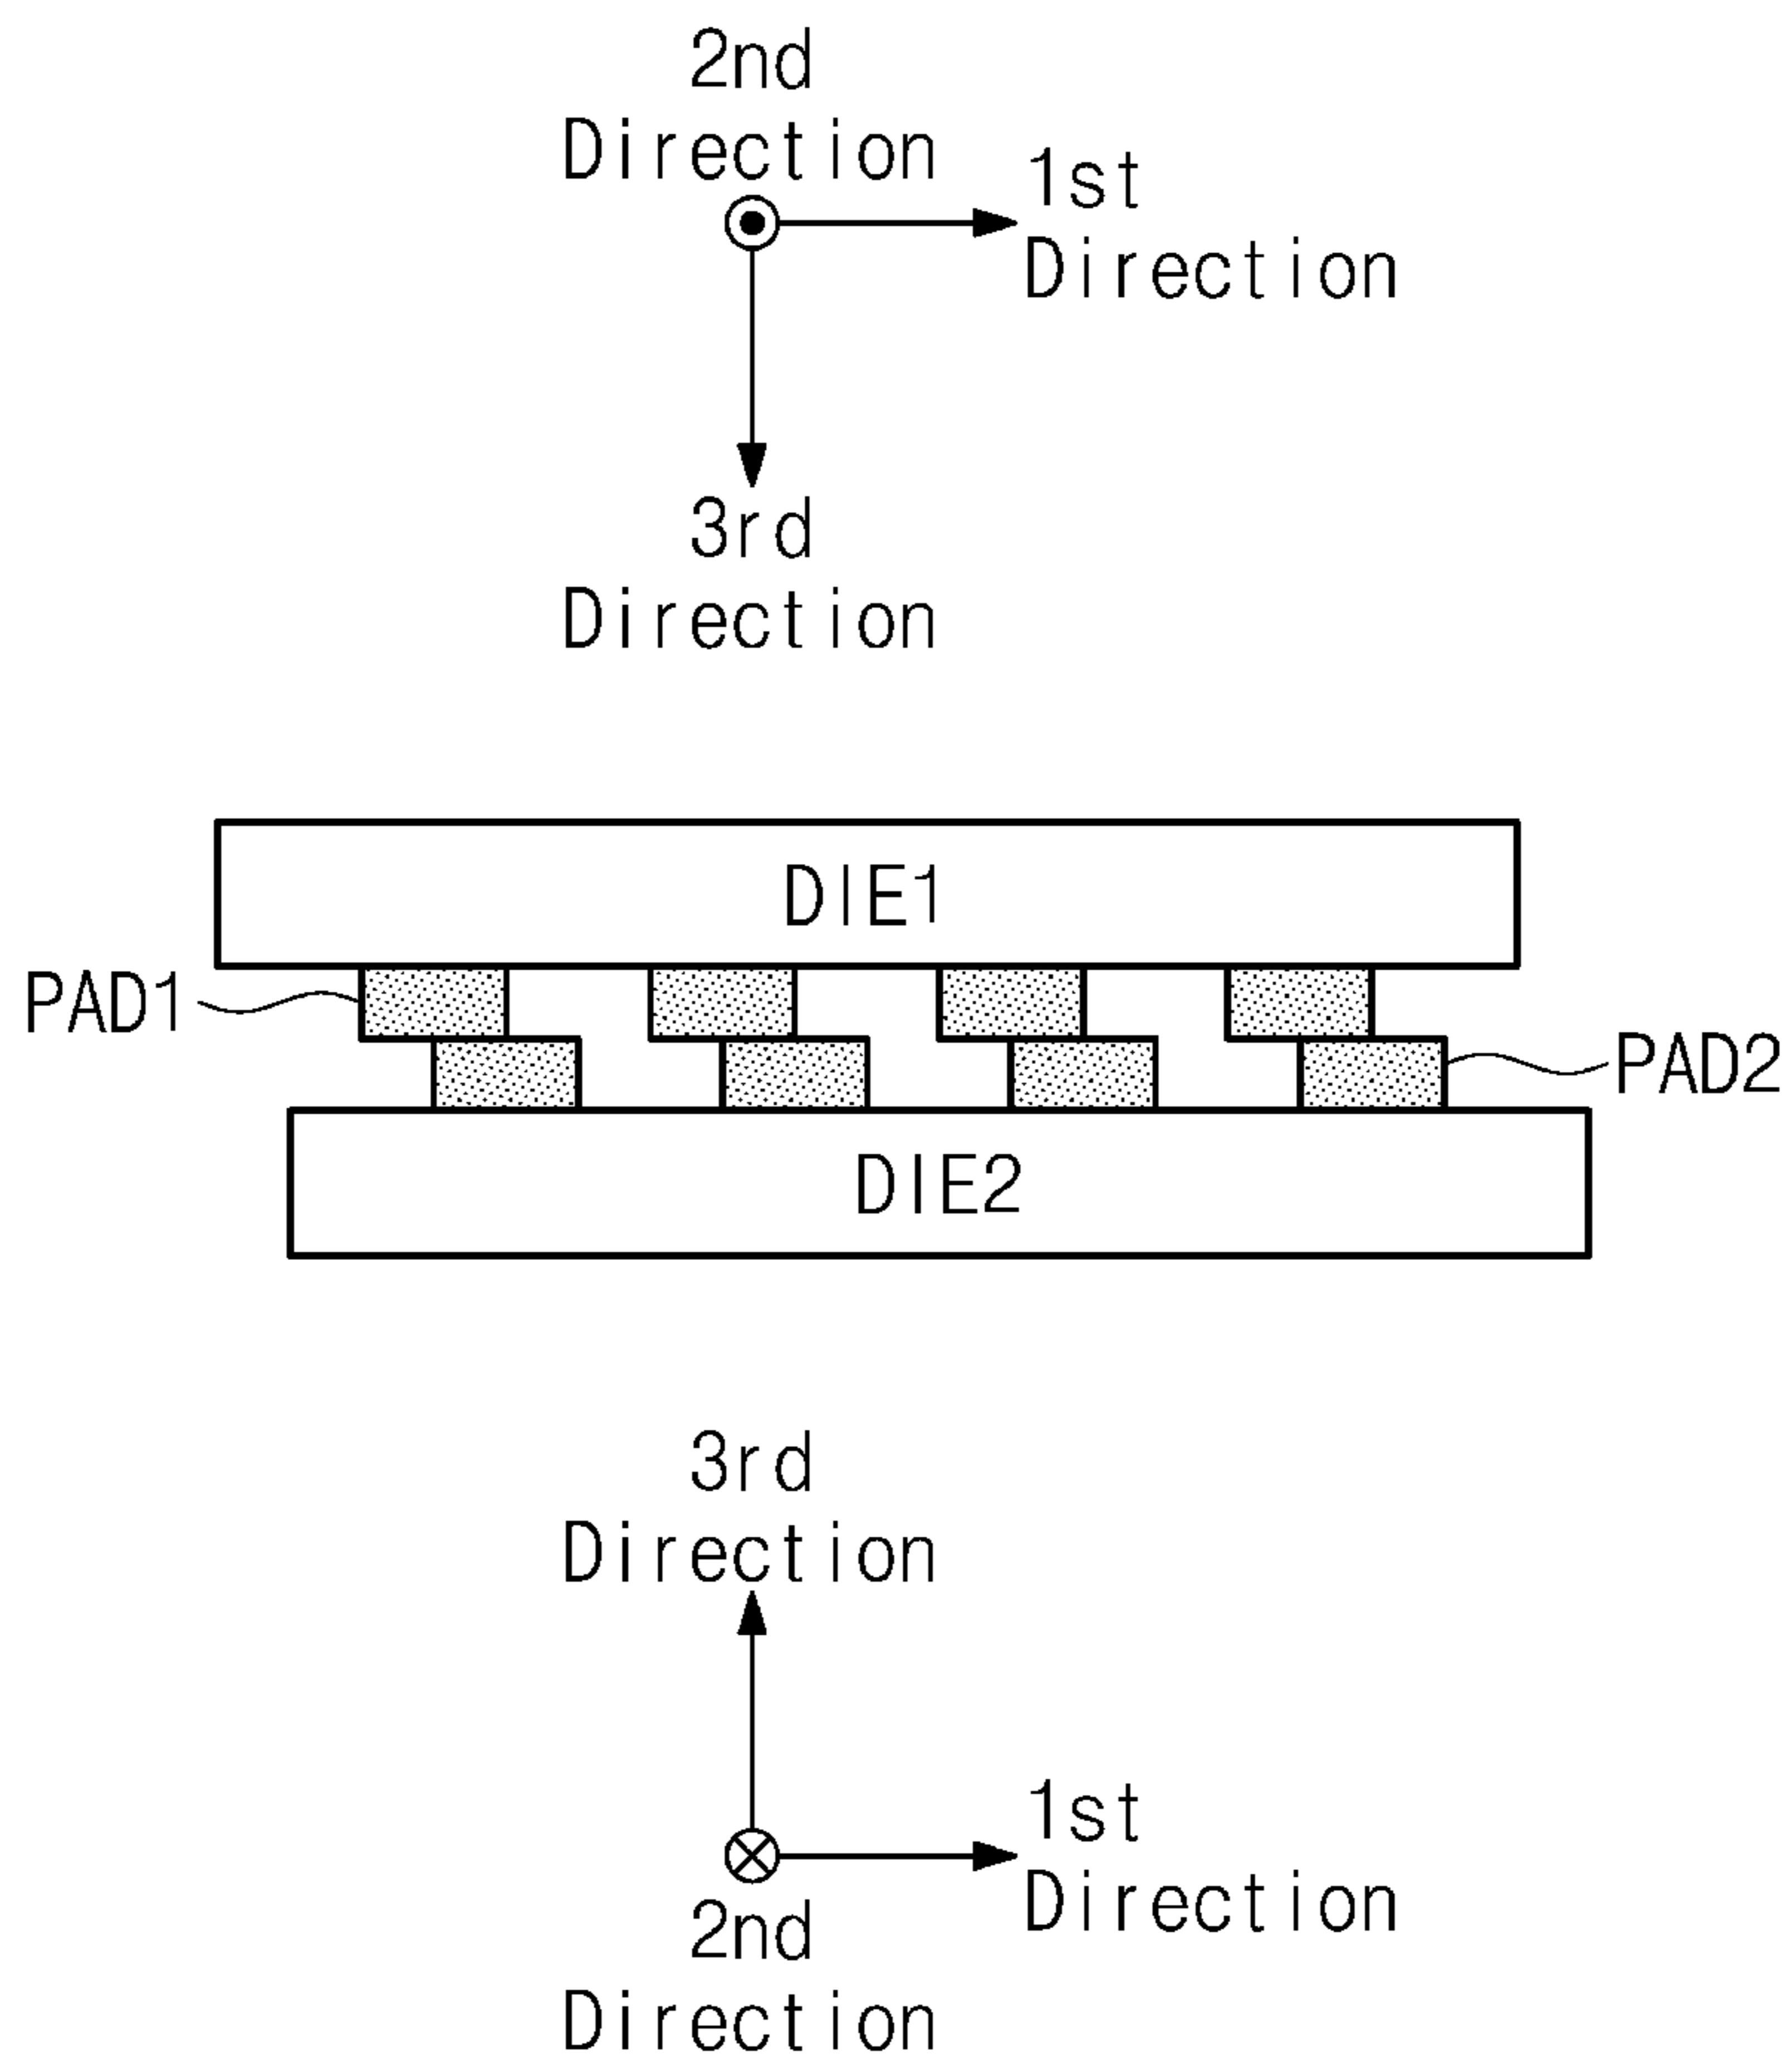 2nd
Direction
1st
Direction
3rd
Direction
DIE1
PAD1
PAD2
DIE2
3rd
Direction
1st
Direction
2nd
Direction